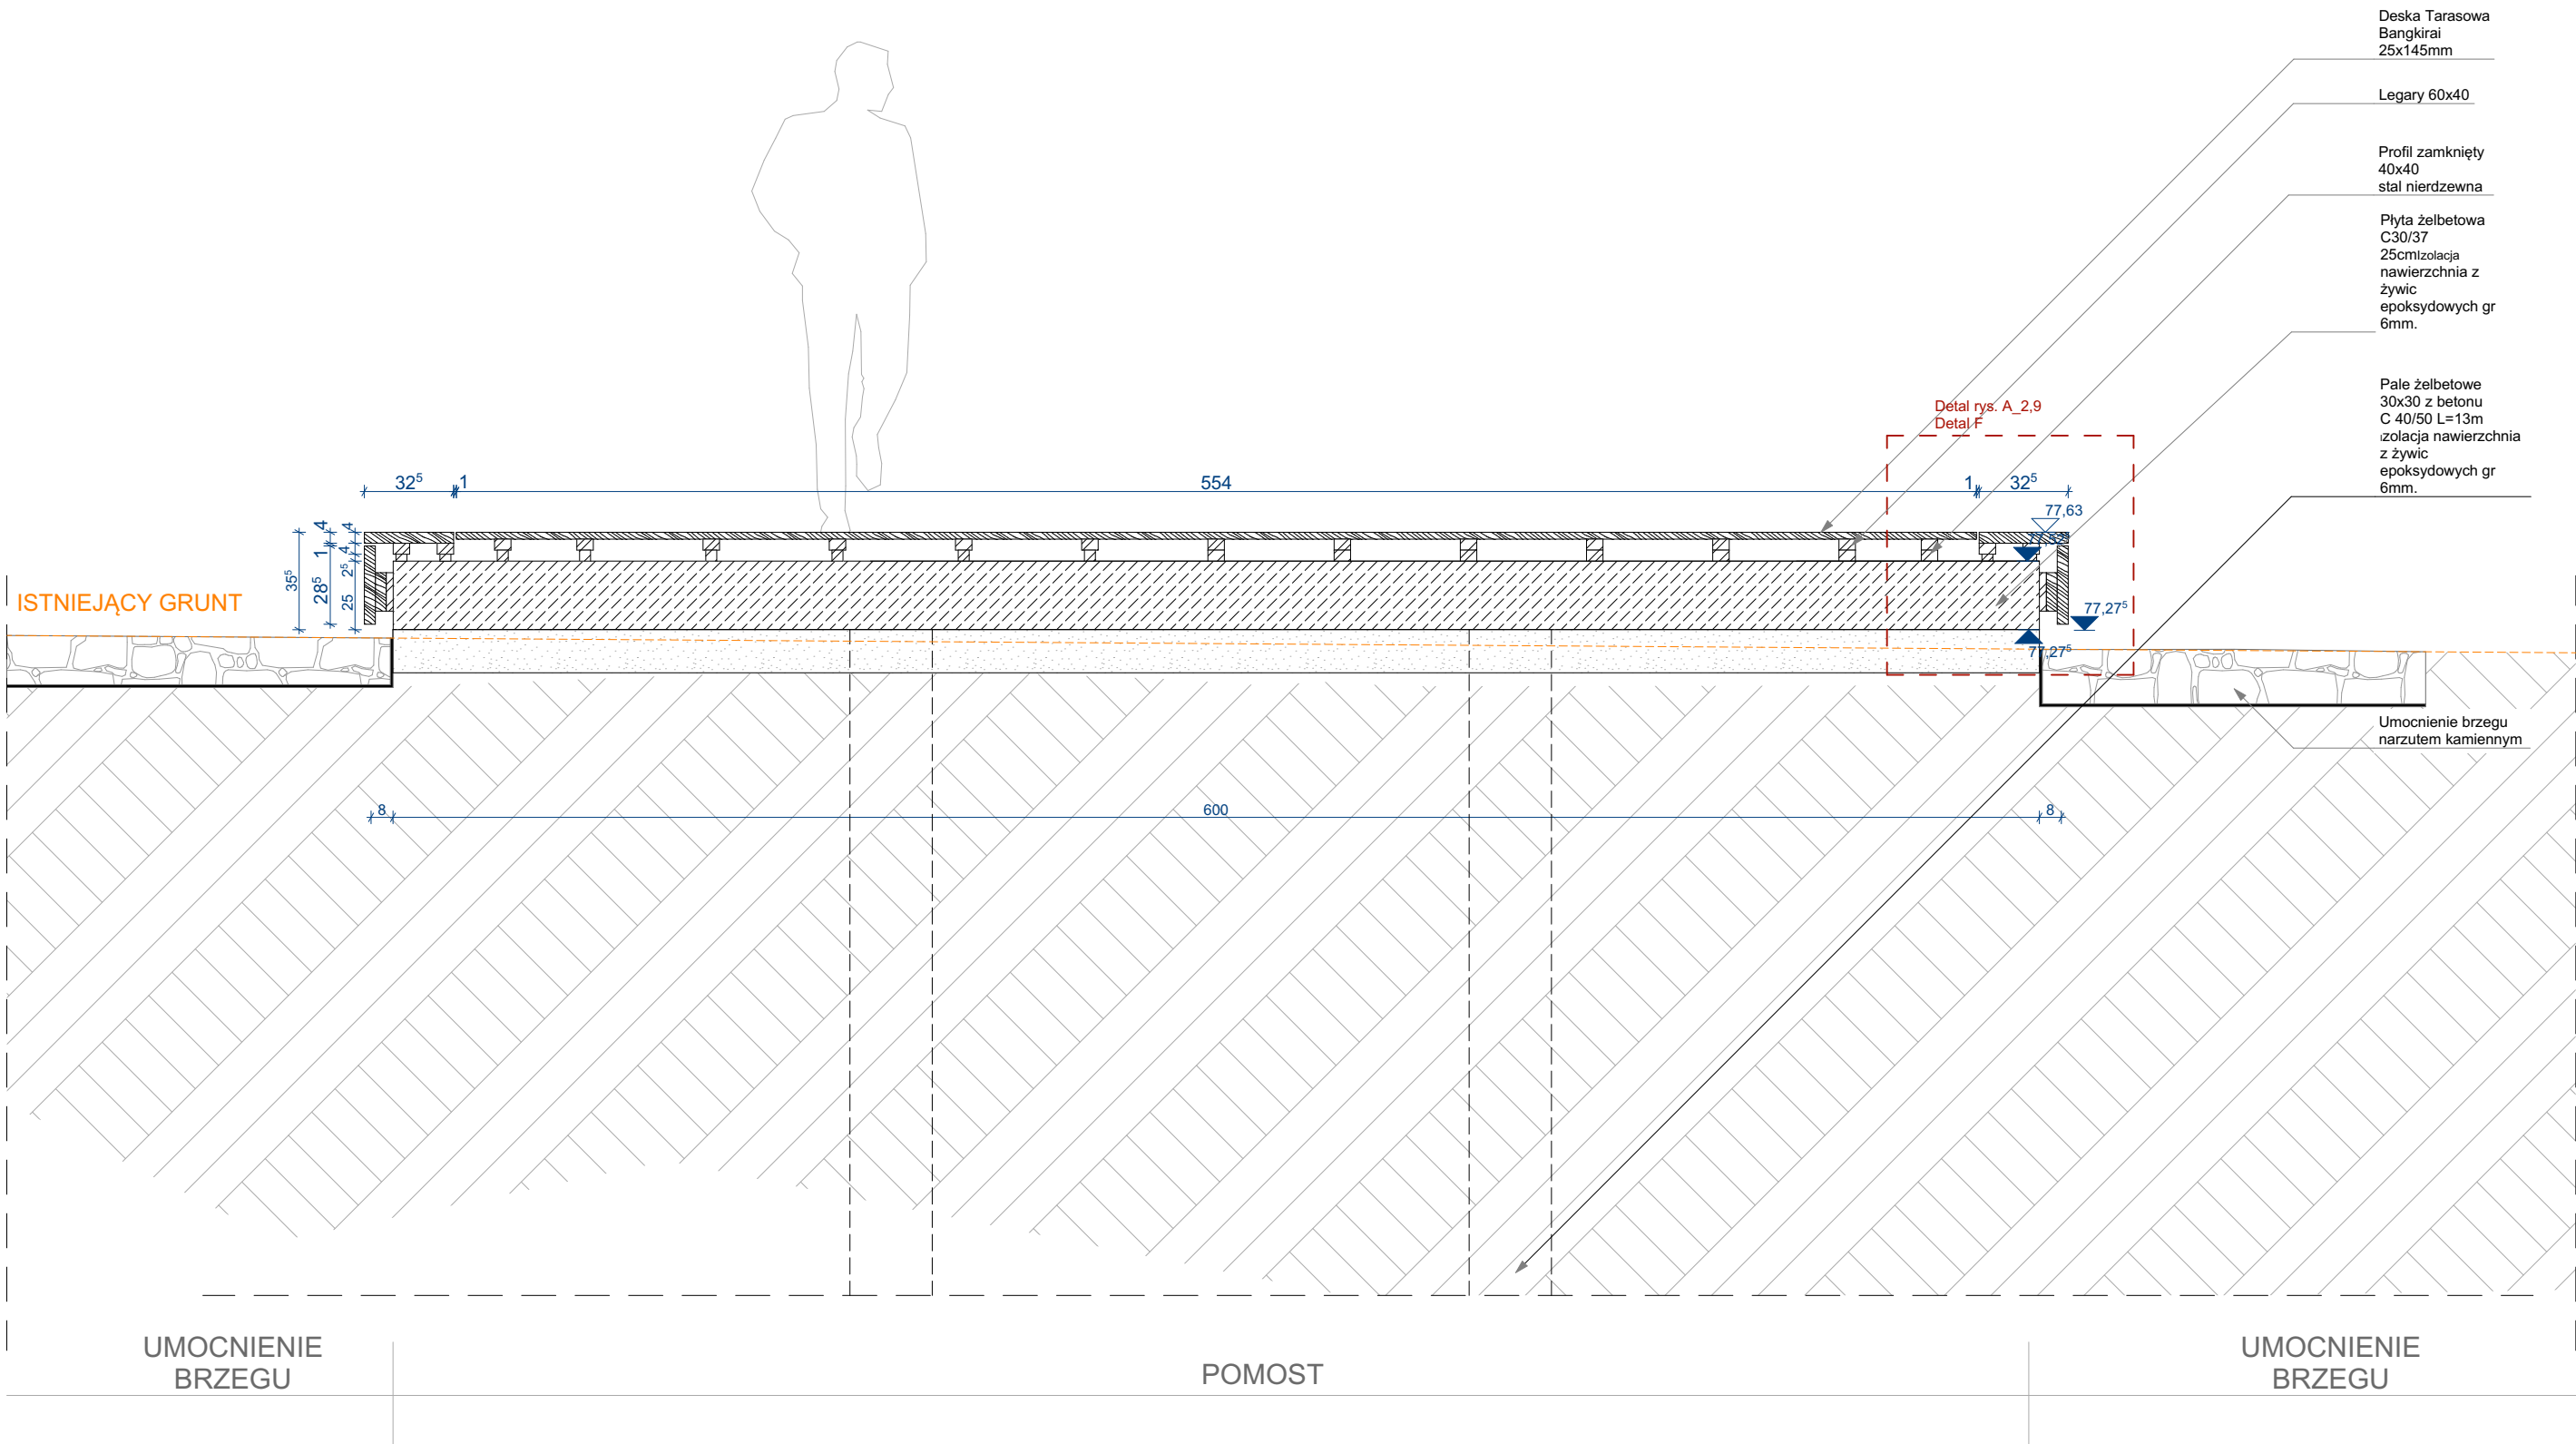 Deska Tarasowa
Bangkirai
25x145mm
Legary 60x40
Profil zamknięty
40x40
stal nierdzewna
Płyta żelbetowa
C30/37
25cmIzolacja
nawierzchnia z
żywic
epoksydowych gr
6mm.
Pale żelbetowe
30x30 z betonu
C 40/50 L=13m
izolacja nawierzchnia
z żywic
epoksydowych gr
6mm.
Detal rys. A_2,9
Detal F
32⁵ 1 554 1 32⁵
77,63
4 4
1 4
35⁵ 28⁵ 25 2⁵
ISTNIEJĄCY GRUNT
77,27⁵
77,27⁵
Umocnienie brzegu
narzutem kamiennym
8 600 8
UMOCNIENIE
BRZEGU
POMOST
UMOCNIENIE
BRZEGU